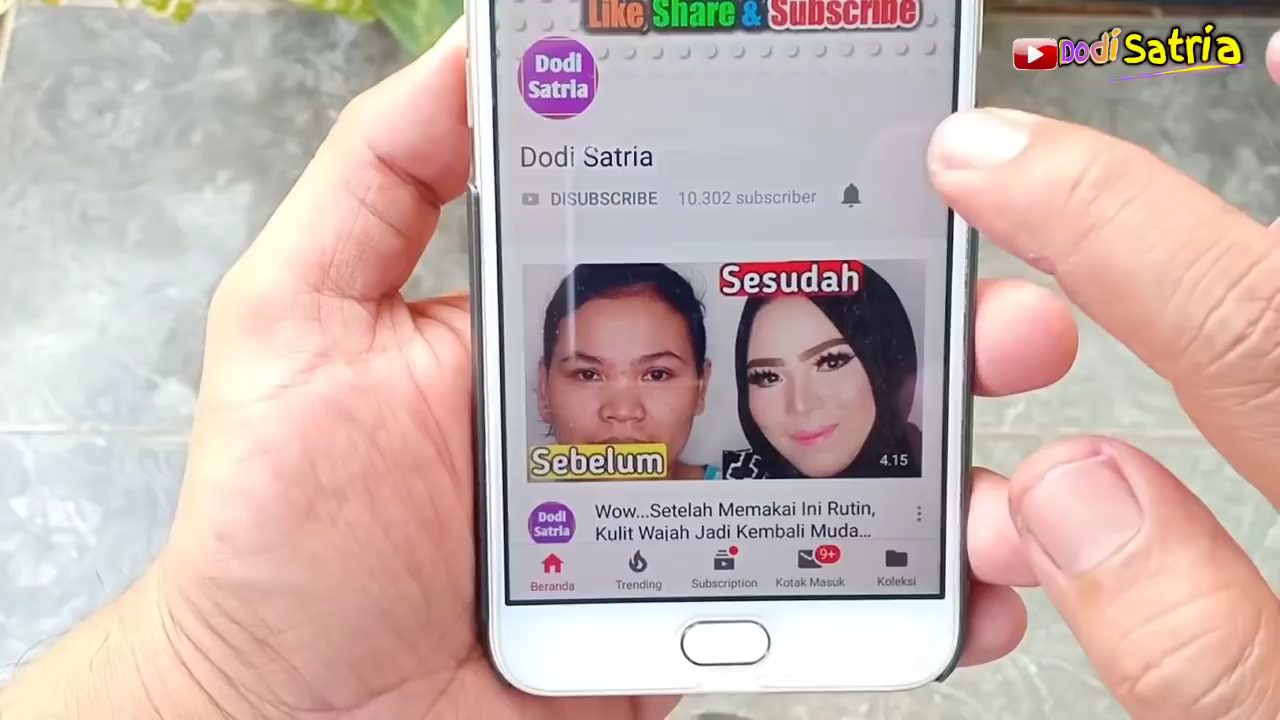 Like, Share & Subscribe
Dodi Satria
Dodi
Satria
Dodi Satria
DISUBSCRIBE 10.302 subscriber
Sesudah
Sebelum
4.15
Dodi
Satria
Wow...Setelah Memakai Ini Rutin,
Kulit Wajah Jadi Kembali Muda...
9+
Beranda Trending Subscription Kotak Masuk Koleksi